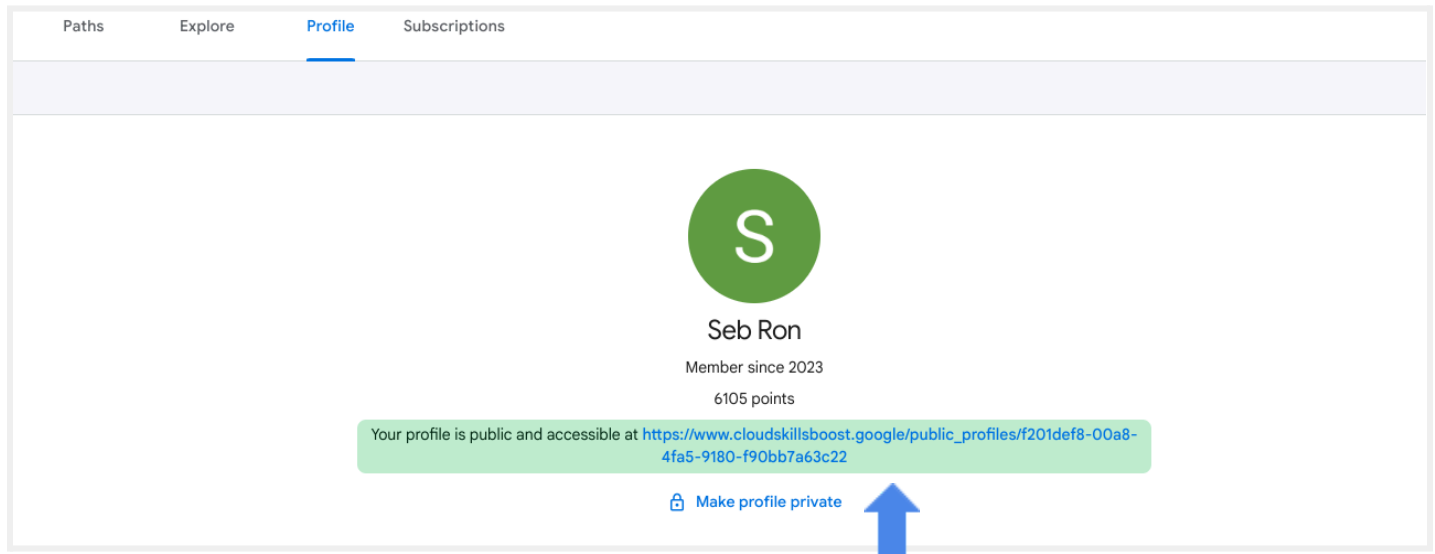 Paths Explore Profile Subscriptions
S
Seb Ron
Member since 2023
6105 points
Your profile is public and accessible at https://www.cloudskillsboost.google/public_profiles/f201def8-00a8-
4fa5-9180-f90bb7a63c22
Make profile private